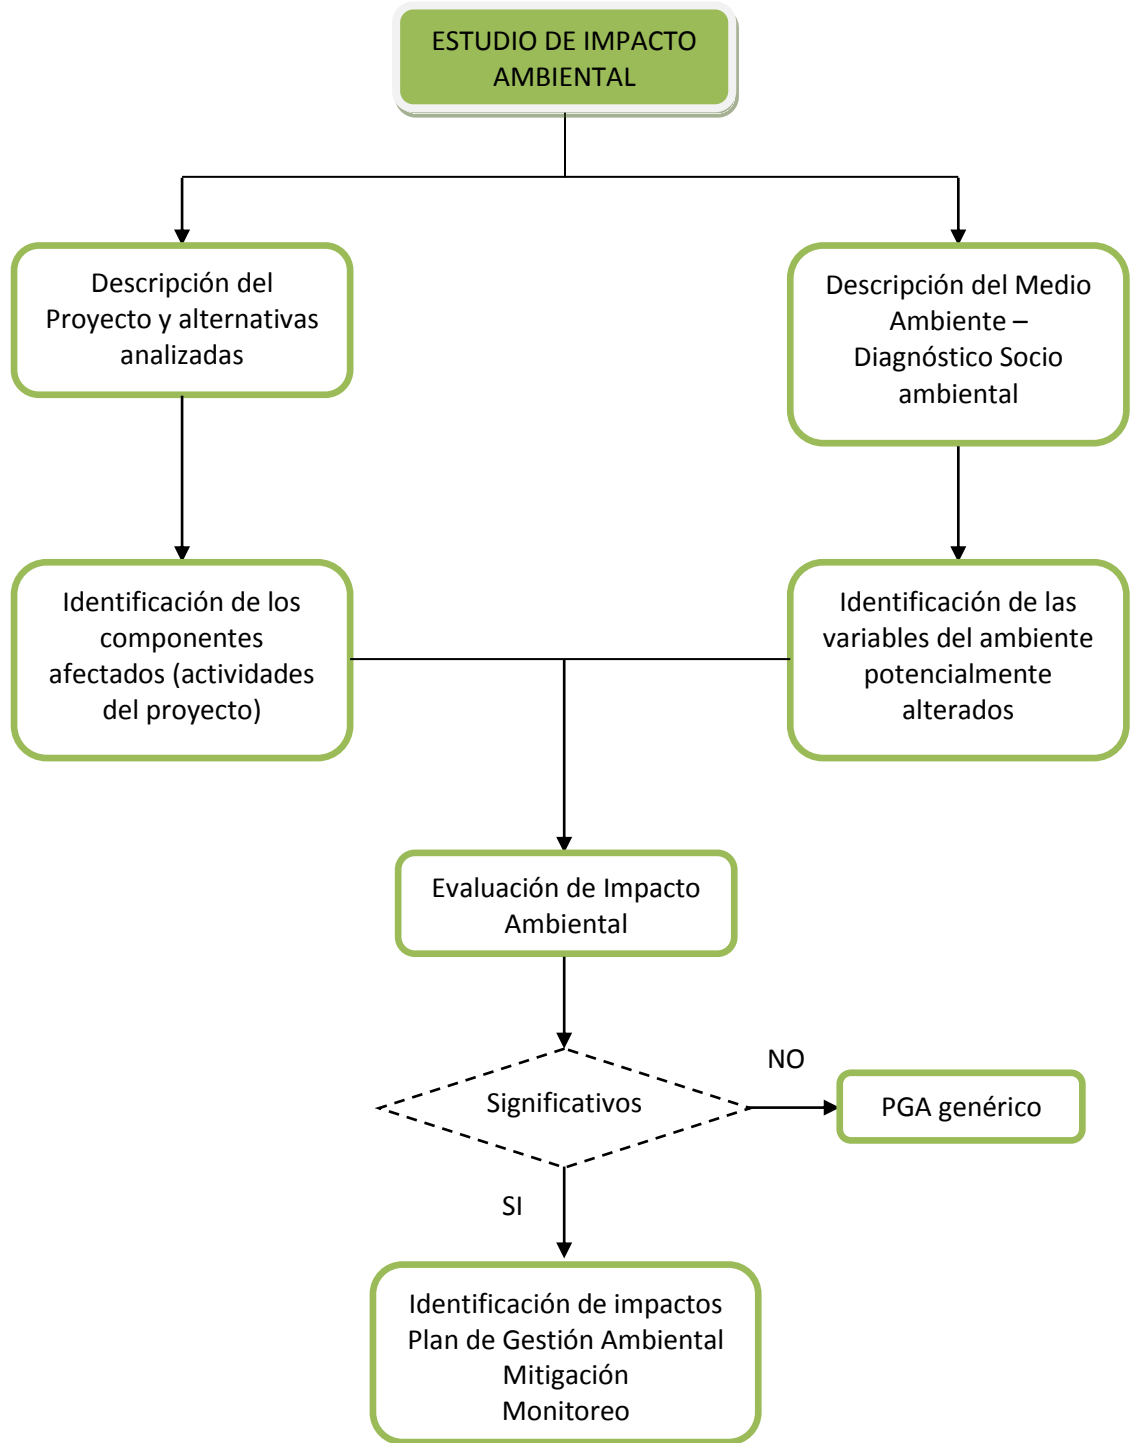 ESTUDIO DE IMPACTO
AMBIENTAL
Descripción del
Proyecto y alternativas
analizadas
Descripción del Medio
Ambiente –
Diagnóstico Socio
ambiental
Identificación de los
componentes
afectados (actividades
del proyecto)
Identificación de las
variables del ambiente
potencialmente
alterados
Evaluación de Impacto
Ambiental
Significativos
NO
PGA genérico
SI
Identificación de impactos
Plan de Gestión Ambiental
Mitigación
Monitoreo